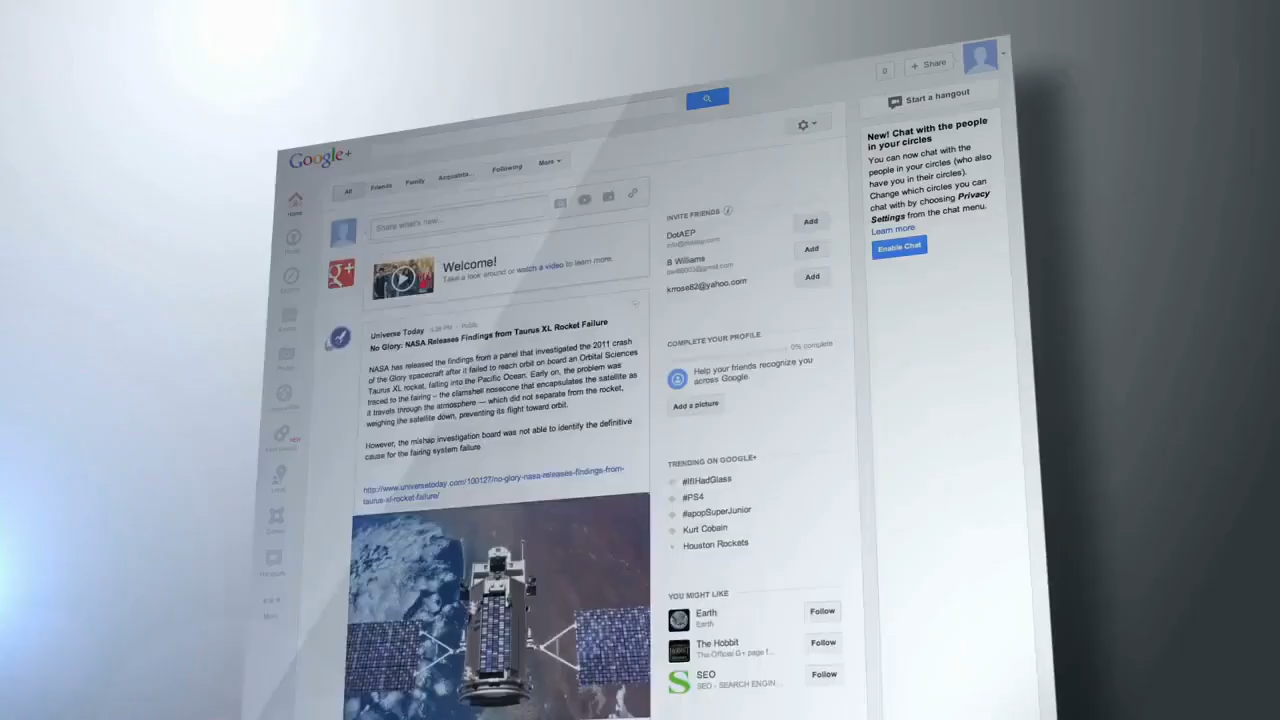 Google+
0
+ Share
Start a hangout
All
Friends
Family
Acquainta...
Following
More
Home
Share what's new...
Welcome!
Take a look around or watch a video to learn more.
Universe Today
Public
No Glory: NASA Releases Findings from Taurus XL Rocket Failure
NASA has released the findings from a panel that investigated the 2011 crash
of the Glory spacecraft after it failed to reach orbit on board an Orbital Sciences
Taurus XL rocket, falling into the Pacific Ocean. Early on, the problem was
traced to the fairing – the clamshell nosecone that encapsulates the satellite as
it travels through the atmosphere — which did not separate from the rocket,
weighing the satellite down, preventing its flight toward orbit.
However, the mishap investigation board was not able to identify the definitive
cause for the fairing system failure
http://www.universetoday.com/100127/no-glory-nasa-releases-findings-from-
taurus-xl-rocket-failure/
INVITE FRIENDS
DotAEP
Add
B Williams
Add
krrose82@yahoo.com
Add
COMPLETE YOUR PROFILE
0% complete
Help your friends recognize you
across Google.
Add a picture
TRENDING ON GOOGLE+
#IfIHadGlass
#PS4
#apopSuperJunior
Kurt Cobain
Houston Rockets
YOU MIGHT LIKE
Earth
Earth
Follow
The Hobbit
The Official G+ page f...
Follow
SEO
SEO - SEARCH ENGIN...
Follow
New! Chat with the people
in your circles
You can now chat with the
people in your circles (who also
have you in their circles).
Change which circles you can
chat with by choosing Privacy
Settings from the chat menu.
Learn more
Enable Chat